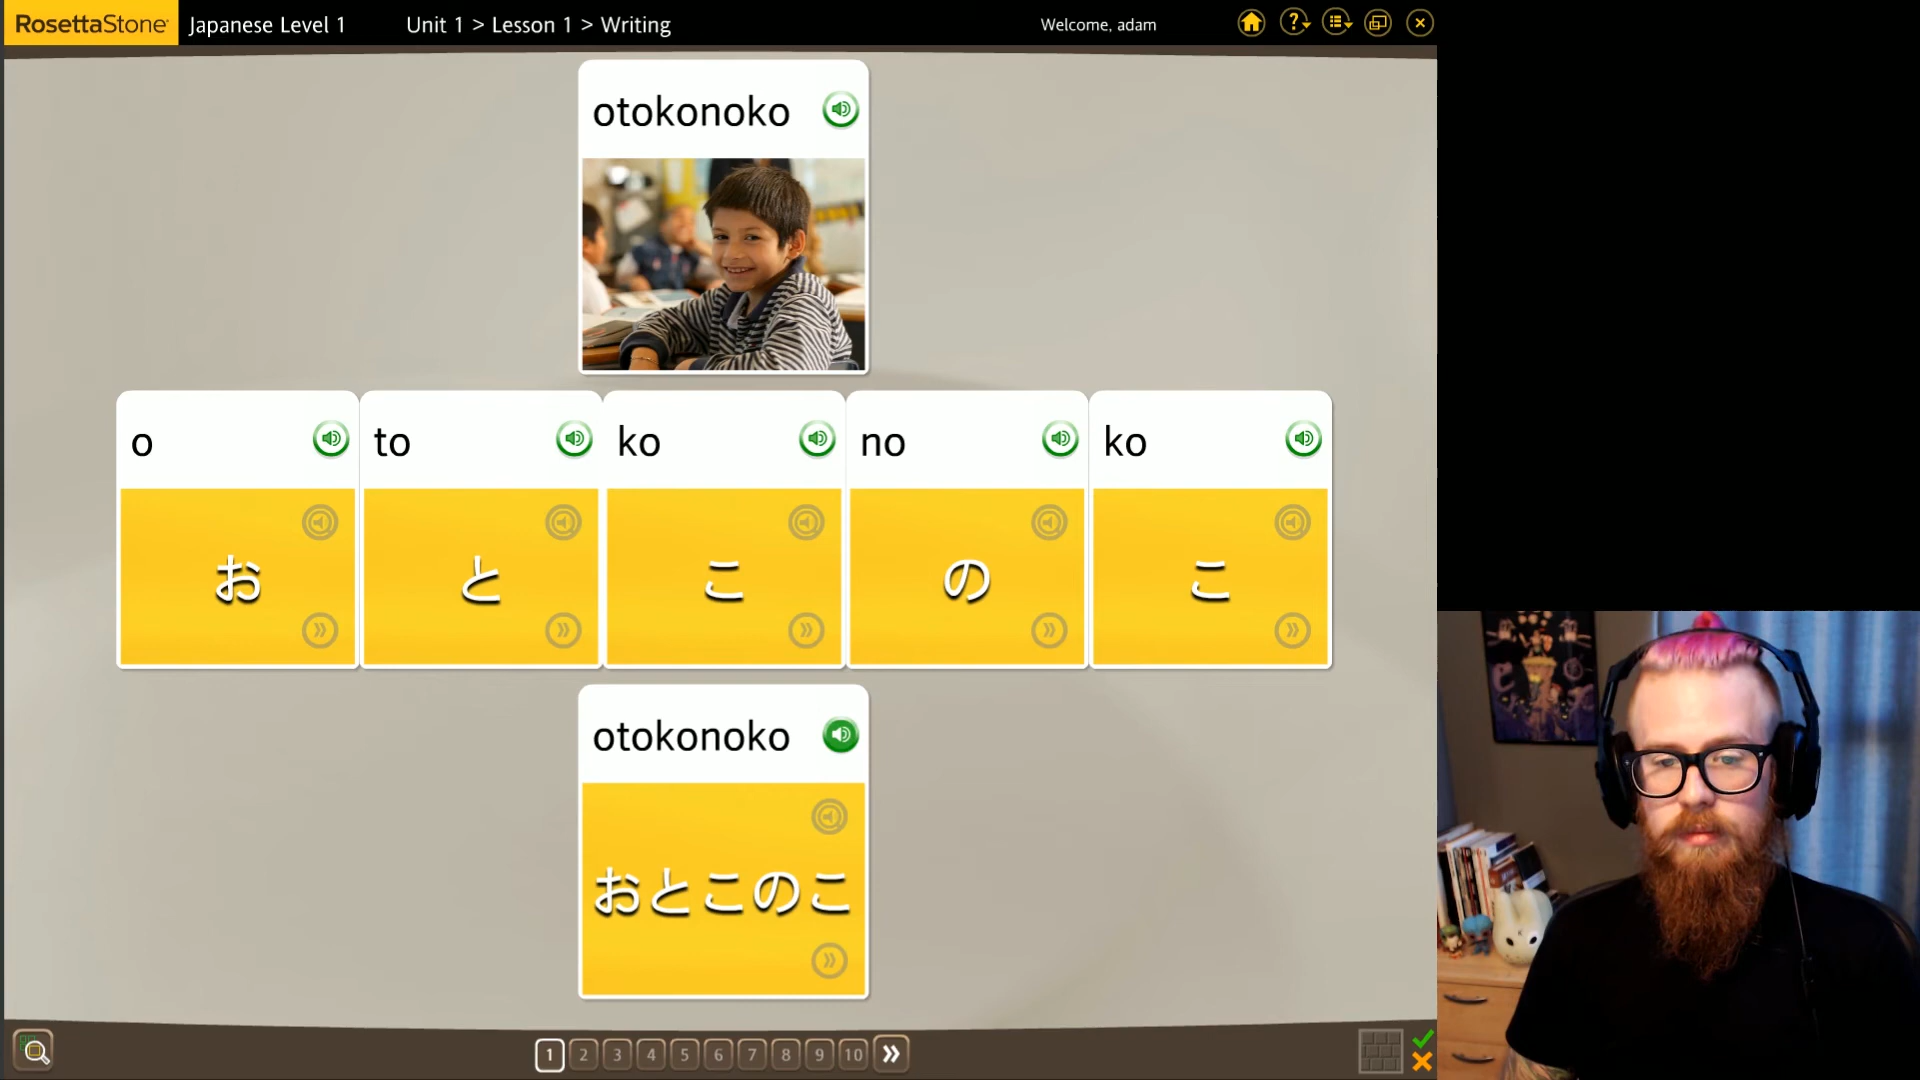 RosettaStone Japanese Level 1 Unit 1 > Lesson 1 > Writing Welcome, adam
otokonoko
o to ko no ko
お と こ の こ
otokonoko
おとこのこ
1 2 3 4 5 6 7 8 9 10